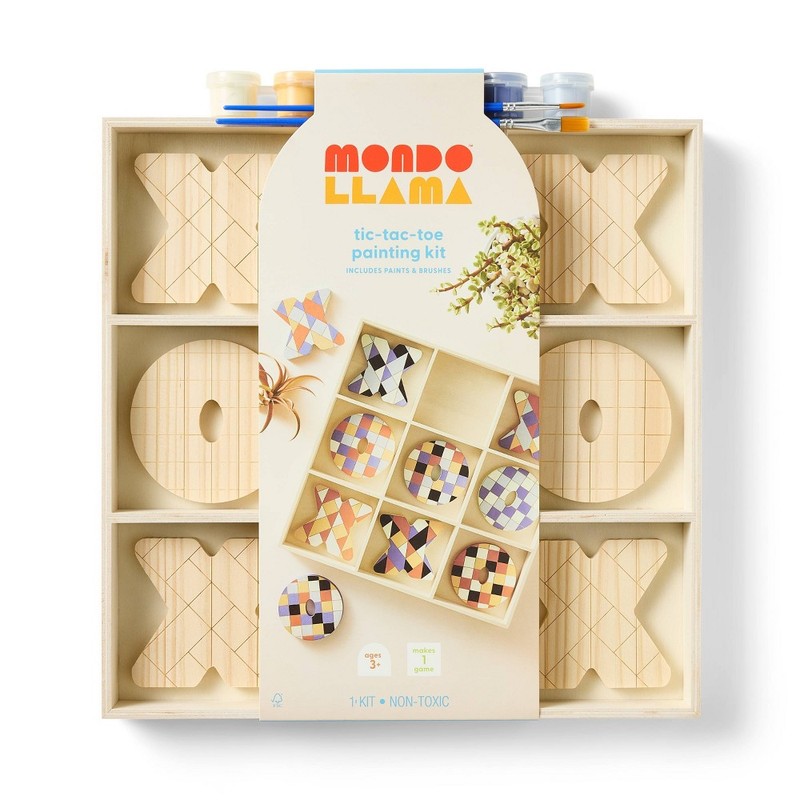 MONDO
LLAMA
tic-tac-toe
painting kit
INCLUDES PAINTS & BRUSHES
ages
3+
makes
1
game
1-KIT • NON-TOXIC